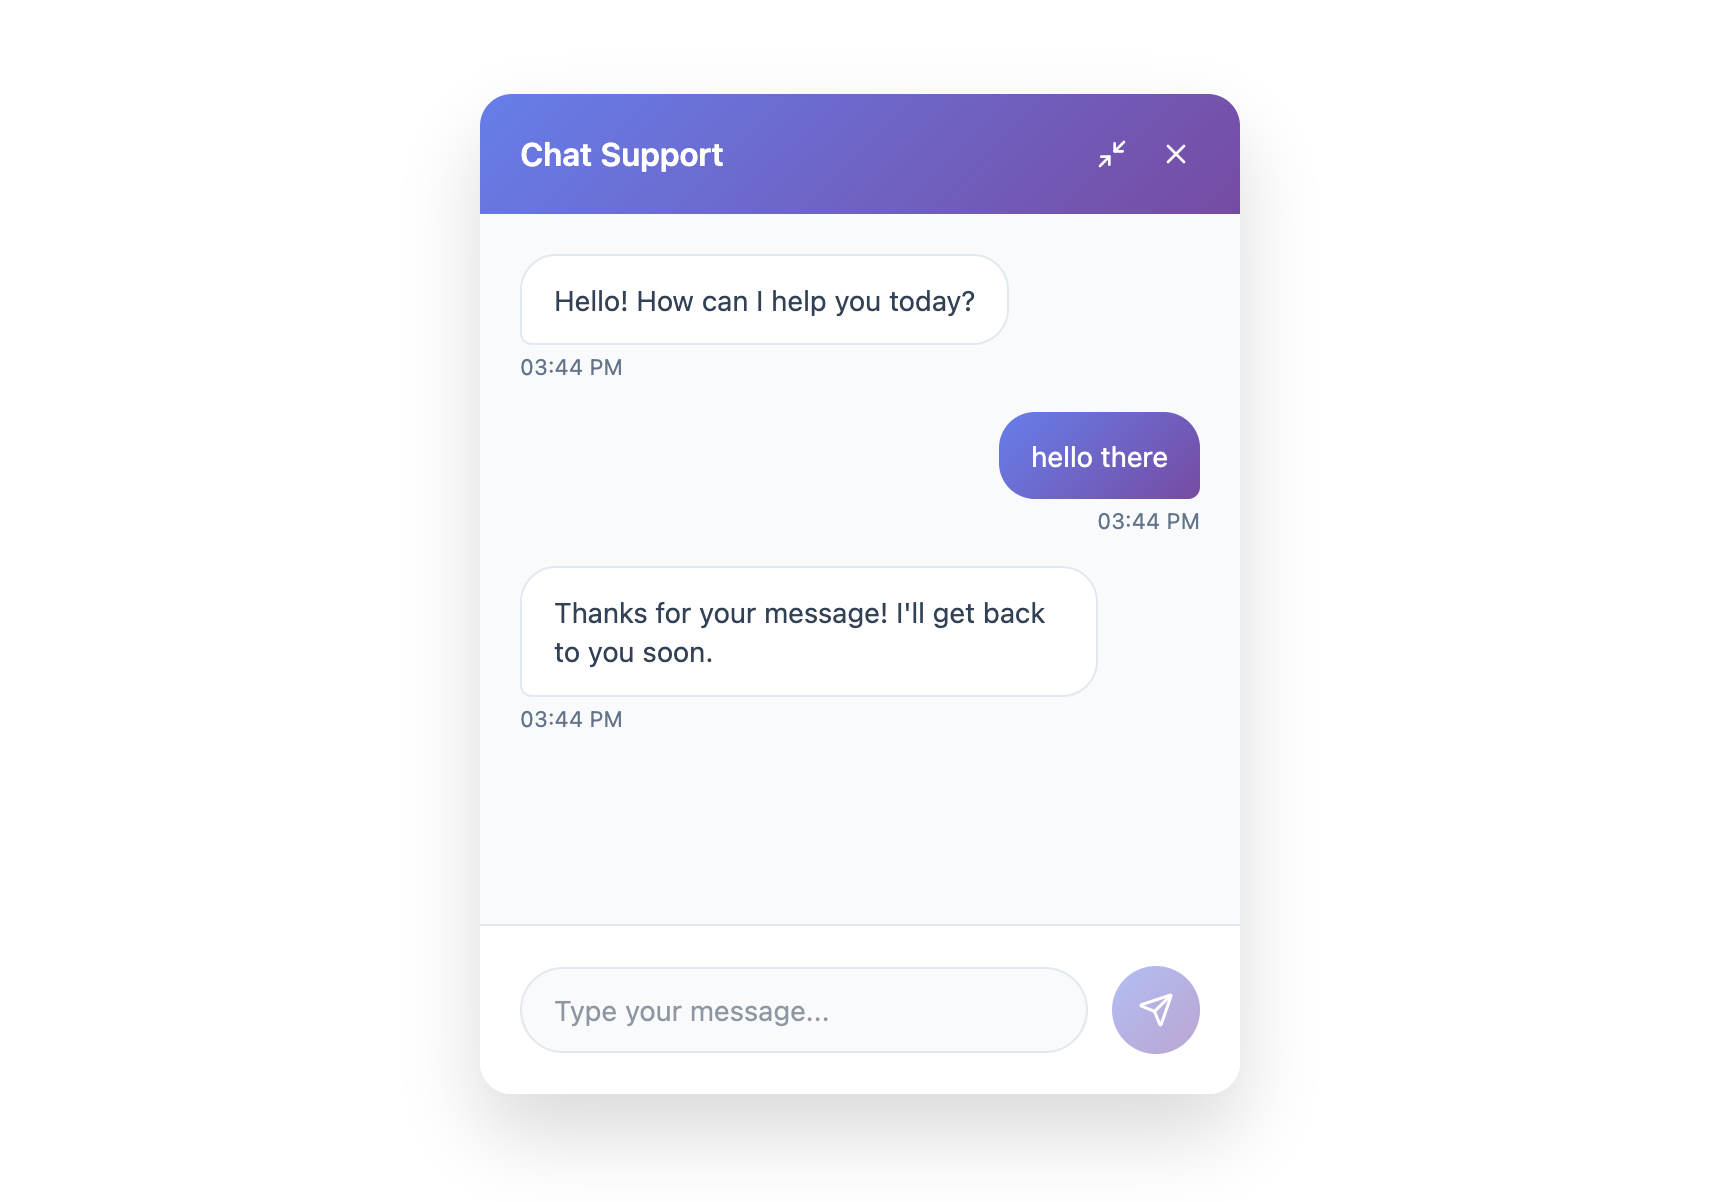 Chat Support
Hello! How can I help you today?
03:44 PM
hello there
03:44 PM
Thanks for your message! I'll get back
to you soon.
03:44 PM
Type your message...